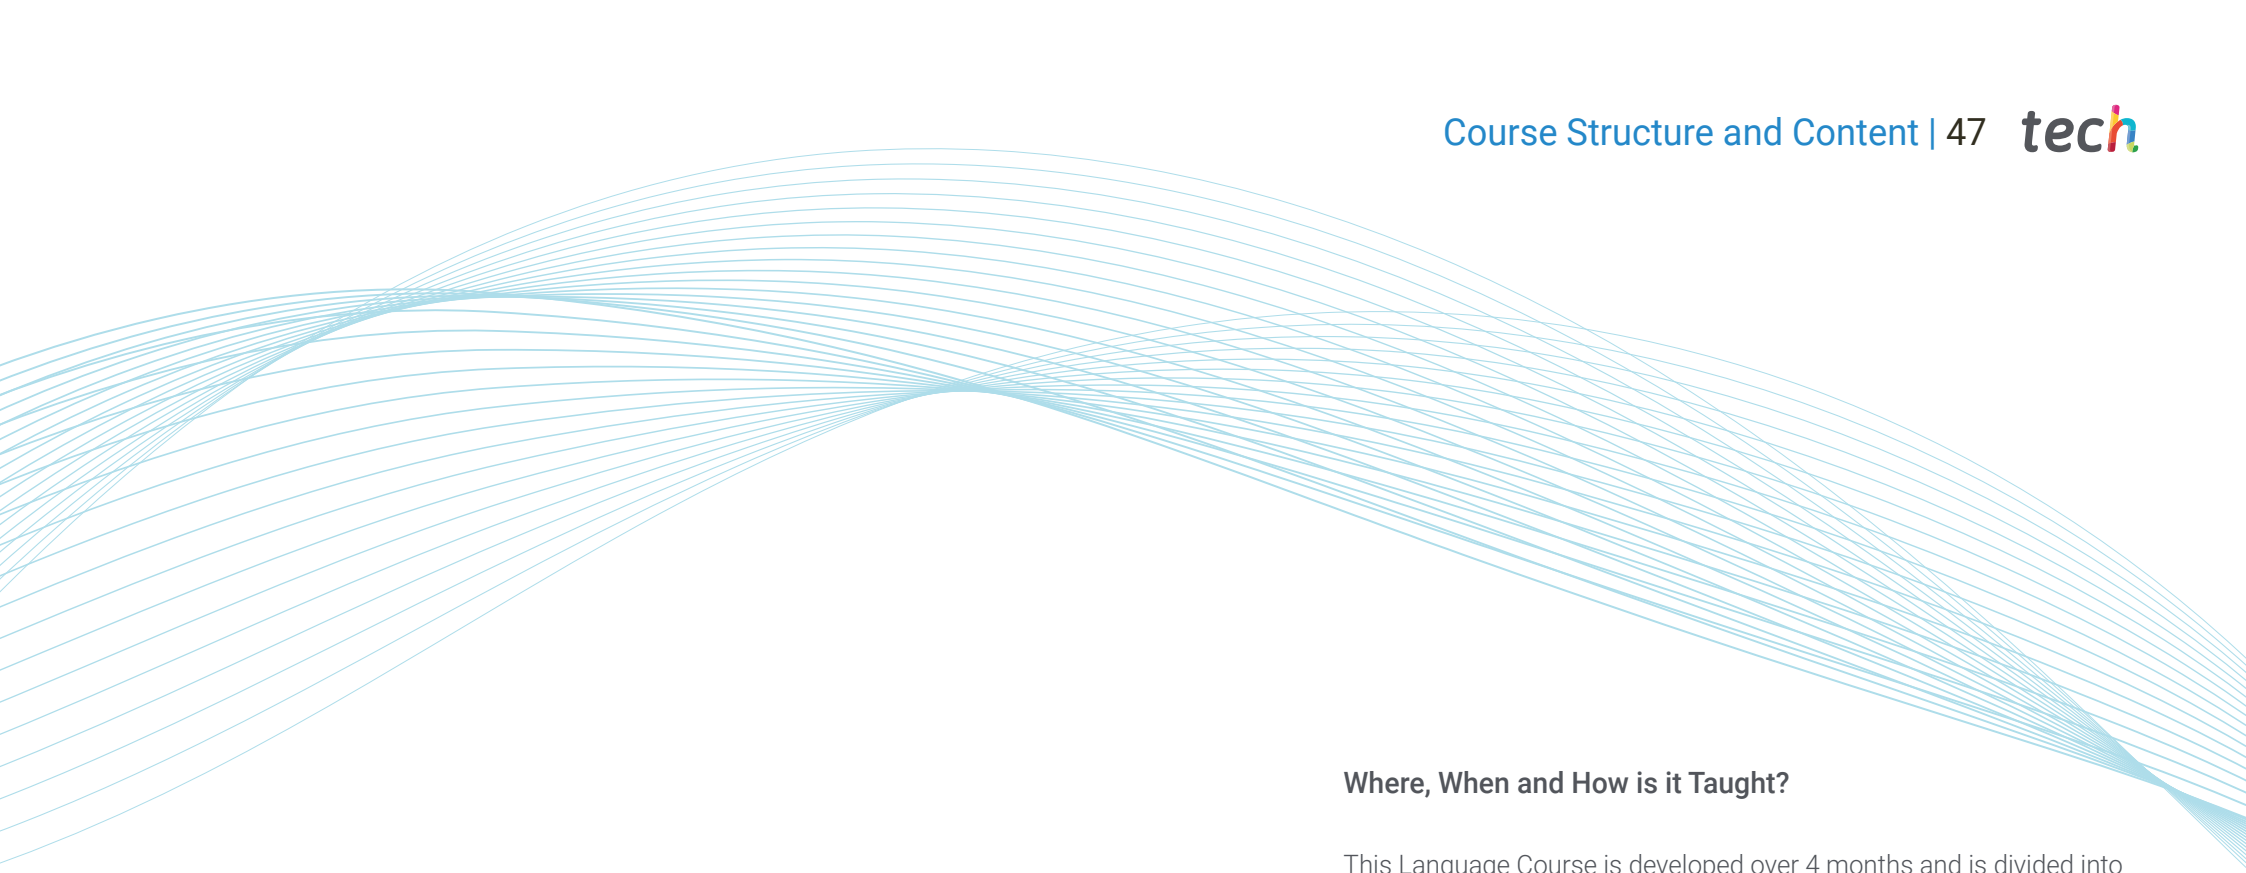 Course Structure and Content | 47 tech
Where, When and How is it Taught?
This Language Course is developed over 4 months and is divided into